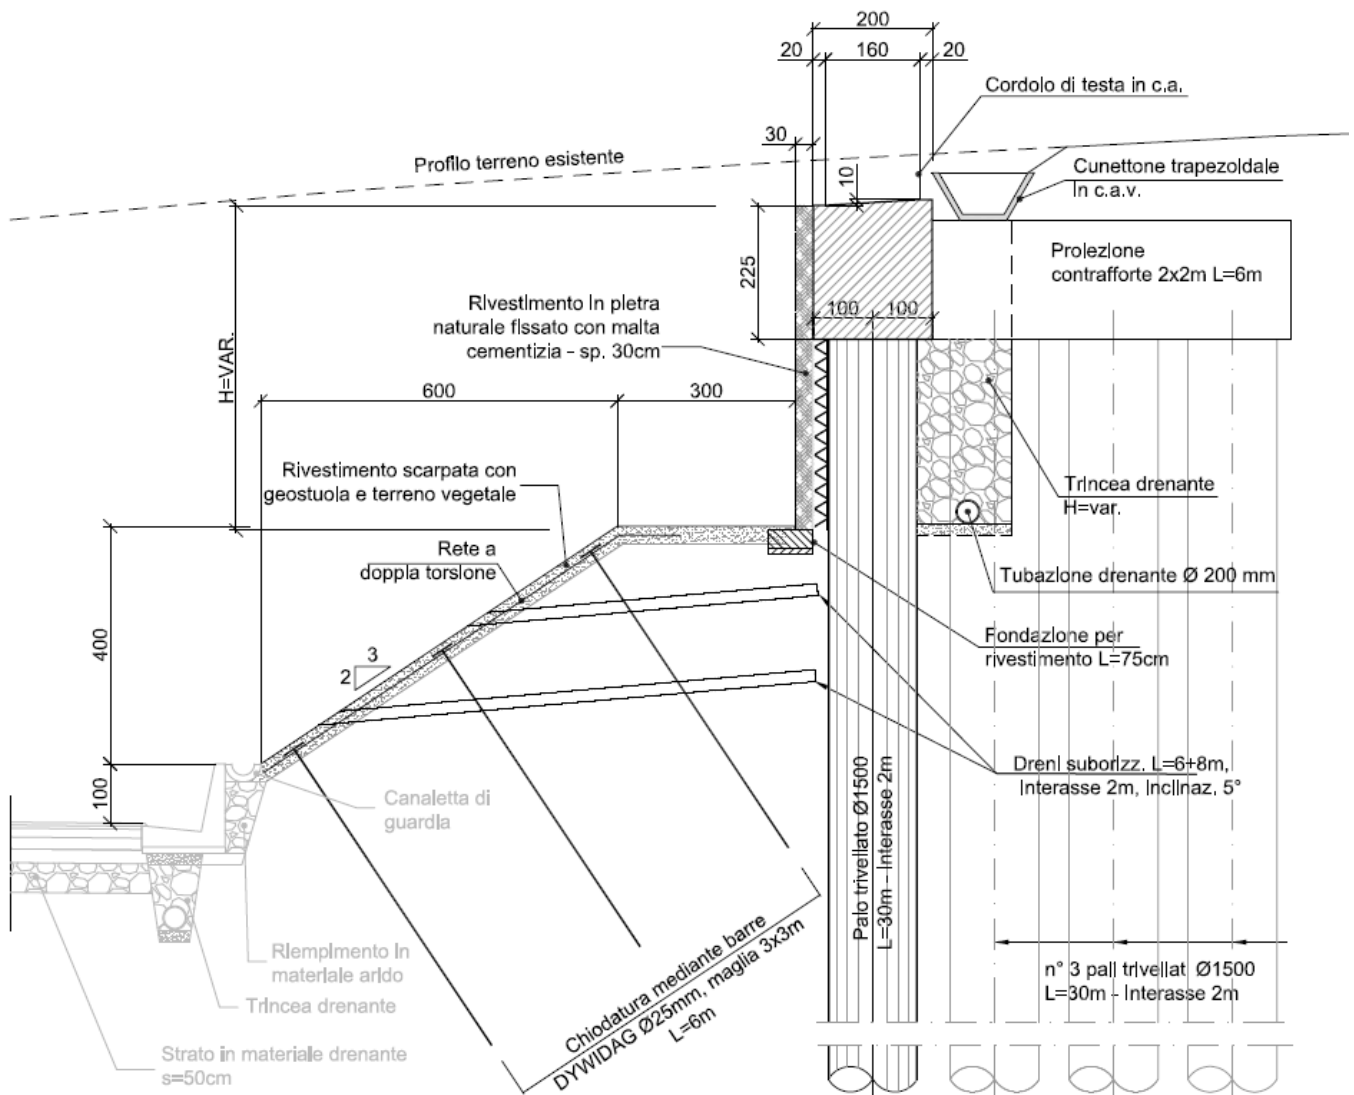 200
20
160
20
Cordolo di testa in c.a.
30
Profilo terreno esistente
Cunettone trapezoidale
in c.a.v.
10
225
Proiezione
contrafforte 2x2m L=6m
Rivestimento in pietra
naturale fissato con malta
cementizia - sp. 30cm
100
100
H=VAR.
600
300
Rivestimento scarpata con
geostuola e terreno vegetale
Trincea drenante
H=var.
Rete a
doppia torsione
Tubazione drenante Ø 200 mm
400
Fondazione per
rivestimento L=75cm
3
2
Dreni suborizz. L=6+8m,
Interasse 2m, Inclinaz. 5°
100
Canaletta di
guardia
Palo trivellato Ø1500
L=30m - Interasse 2m
Chiodatura mediante barre
DYWIDAG Ø25mm, maglia 3x3m
L=6m
n° 3 pali trivellati Ø1500
L=30m - Interasse 2m
Riempimento in
materiale arido
Trincea drenante
Strato in materiale drenante
s=50cm